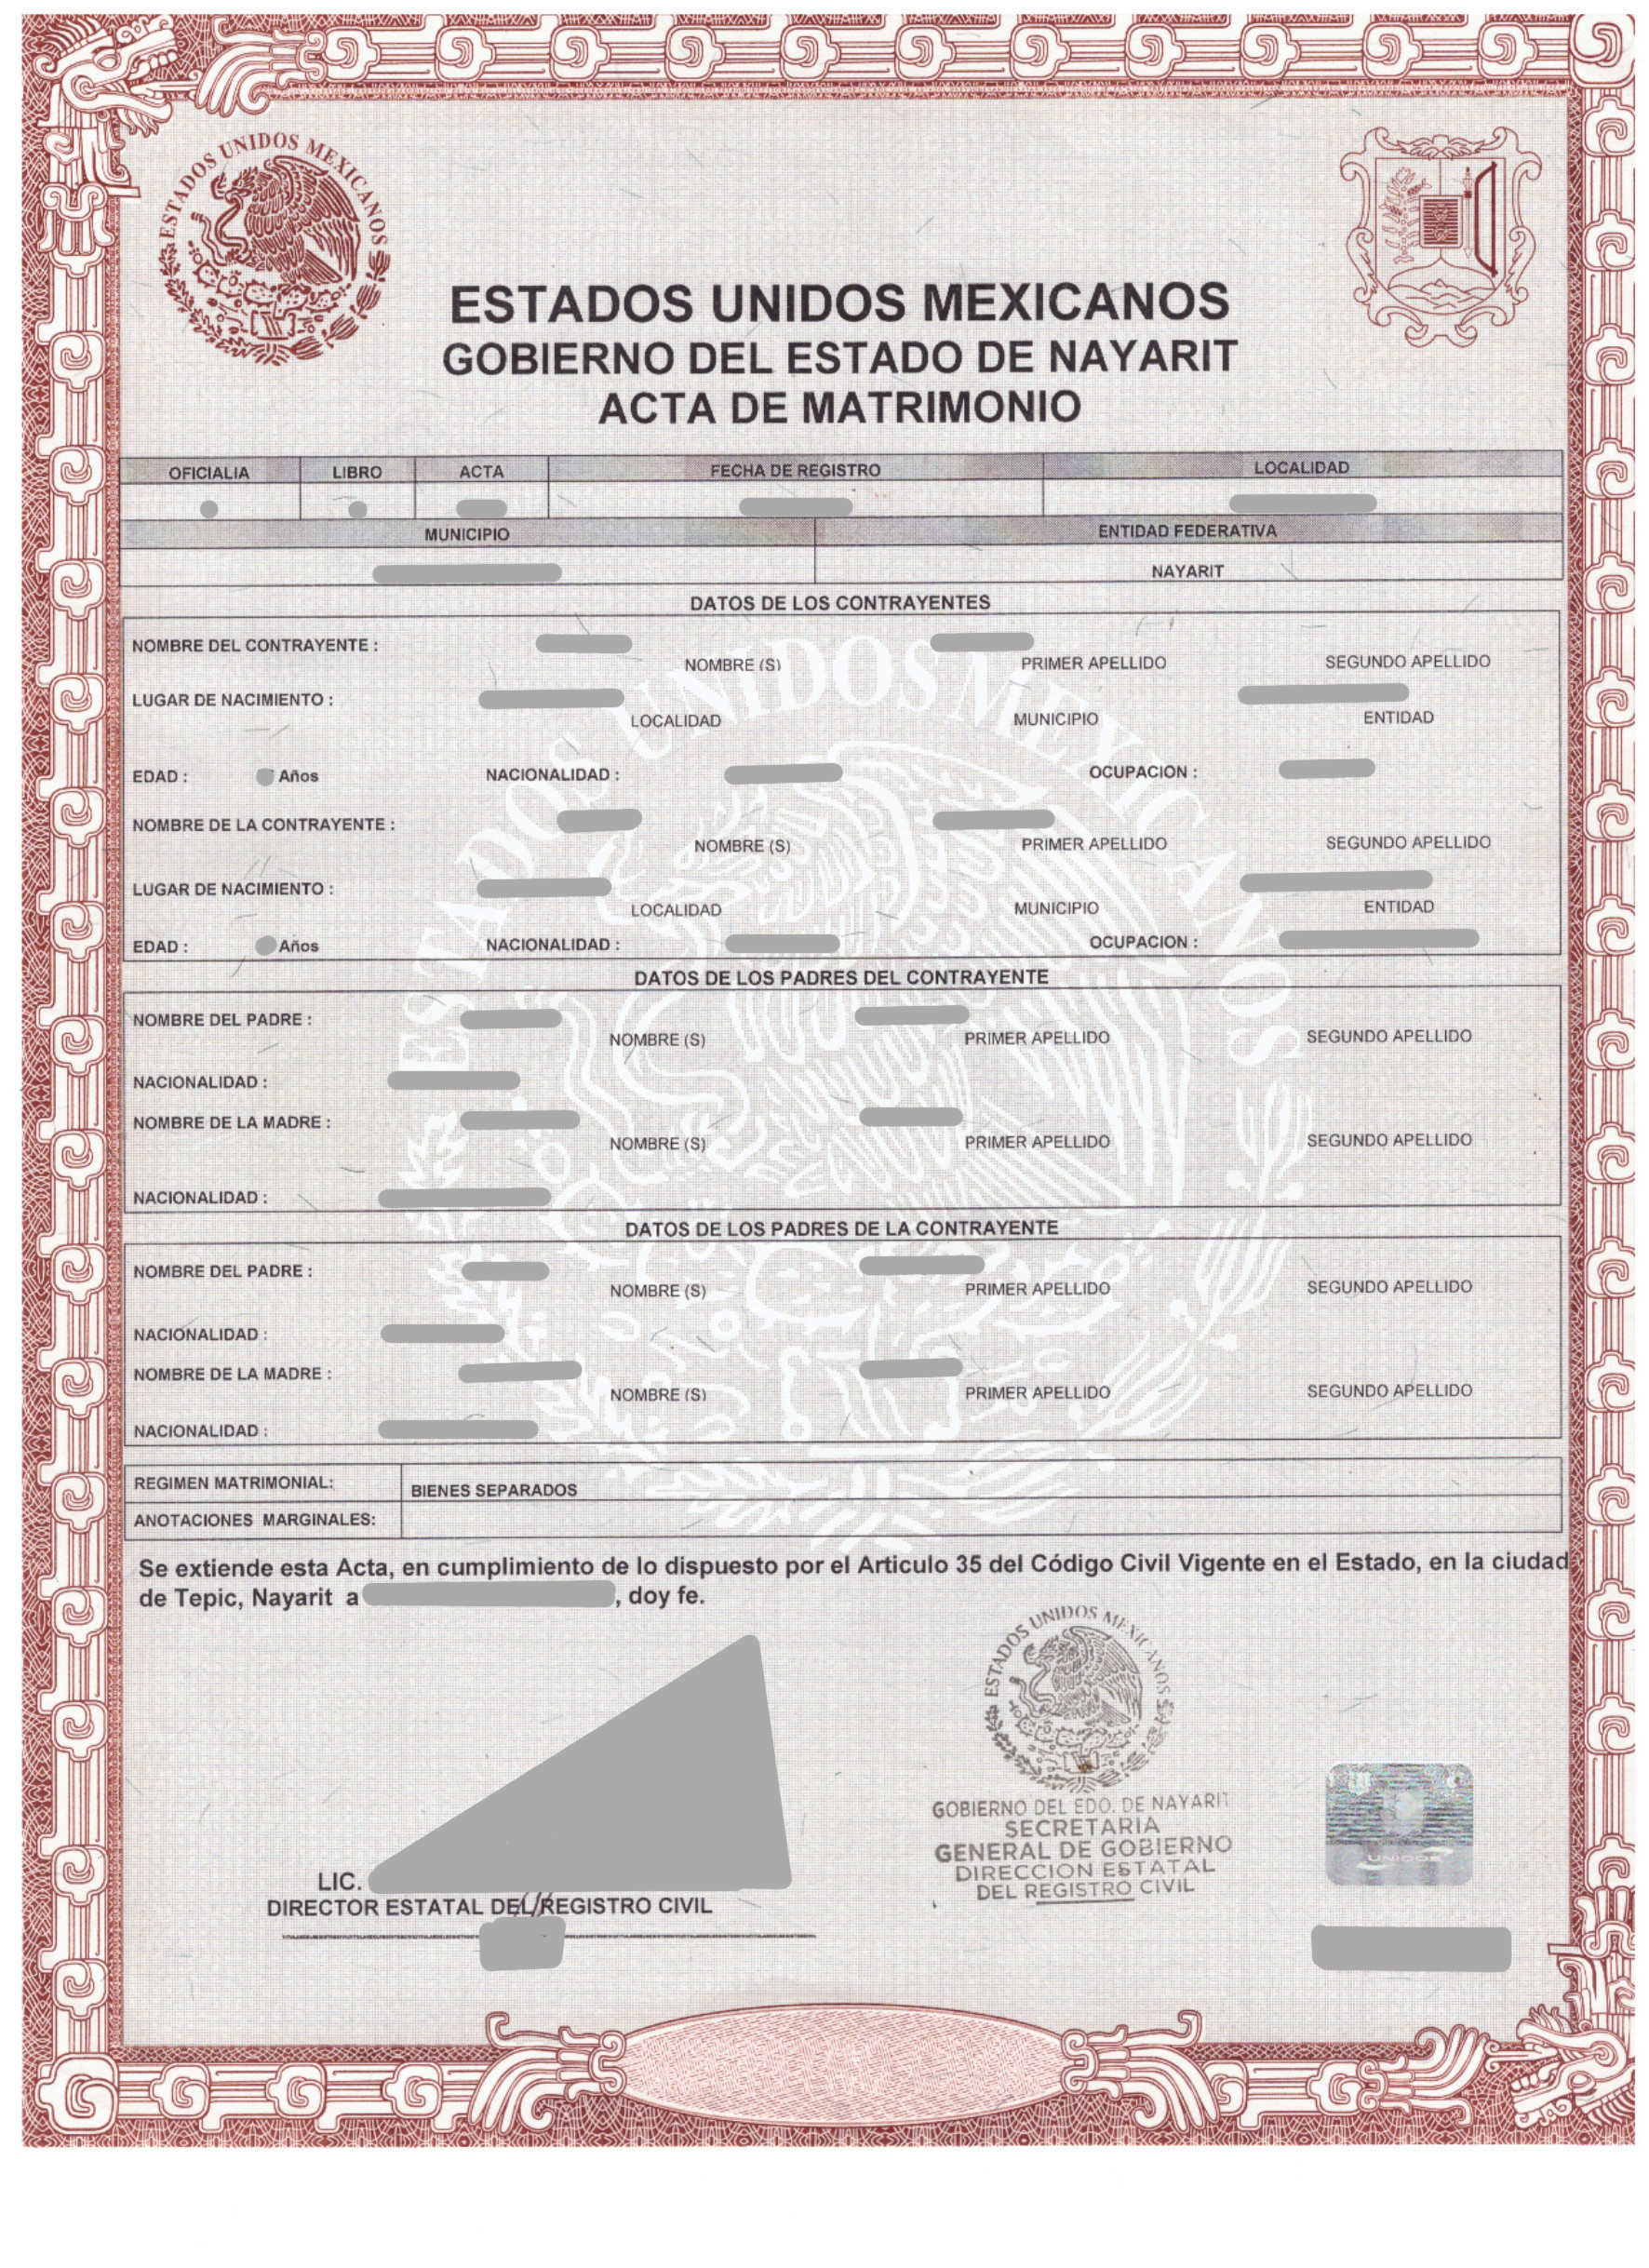 ESTADOS UNIDOS MEXICANOS
ESTADOS UNIDOS MEXICANOS
GOBIERNO DEL ESTADO DE NAYARIT
ACTA DE MATRIMONIO
OFICIALIA LIBRO ACTA FECHA DE REGISTRO LOCALIDAD
MUNICIPIO ENTIDAD FEDERATIVA
NAYARIT
DATOS DE LOS CONTRAYENTES
NOMBRE DEL CONTRAYENTE :
NOMBRE (S) PRIMER APELLIDO SEGUNDO APELLIDO
LUGAR DE NACIMIENTO :
LOCALIDAD MUNICIPIO ENTIDAD
EDAD : Años NACIONALIDAD : OCUPACION :
NOMBRE DE LA CONTRAYENTE :
NOMBRE (S) PRIMER APELLIDO SEGUNDO APELLIDO
LUGAR DE NACIMIENTO :
LOCALIDAD MUNICIPIO ENTIDAD
EDAD : Años NACIONALIDAD : OCUPACION :
DATOS DE LOS PADRES DEL CONTRAYENTE
NOMBRE DEL PADRE :
NOMBRE (S) PRIMER APELLIDO SEGUNDO APELLIDO
NACIONALIDAD :
NOMBRE DE LA MADRE :
NOMBRE (S) PRIMER APELLIDO SEGUNDO APELLIDO
NACIONALIDAD :
DATOS DE LOS PADRES DE LA CONTRAYENTE
NOMBRE DEL PADRE :
NOMBRE (S) PRIMER APELLIDO SEGUNDO APELLIDO
NACIONALIDAD :
NOMBRE DE LA MADRE :
NOMBRE (S) PRIMER APELLIDO SEGUNDO APELLIDO
NACIONALIDAD :
ESTADOS UNIDOS MEXICANOS
REGIMEN MATRIMONIAL: BIENES SEPARADOS
ANOTACIONES MARGINALES:
Se extiende esta Acta, en cumplimiento de lo dispuesto por el Articulo 35 del Código Civil Vigente en el Estado, en la ciudad
de Tepic, Nayarit a , doy fe.
ESTADOS UNIDOS MEXICANOS
GOBIERNO DEL EDO. DE NAYARIT
SECRETARIA
GENERAL DE GOBIERNO
DIRECCION ESTATAL
DEL REGISTRO CIVIL
LIC.
DIRECTOR ESTATAL DEL REGISTRO CIVIL
UNIDOS